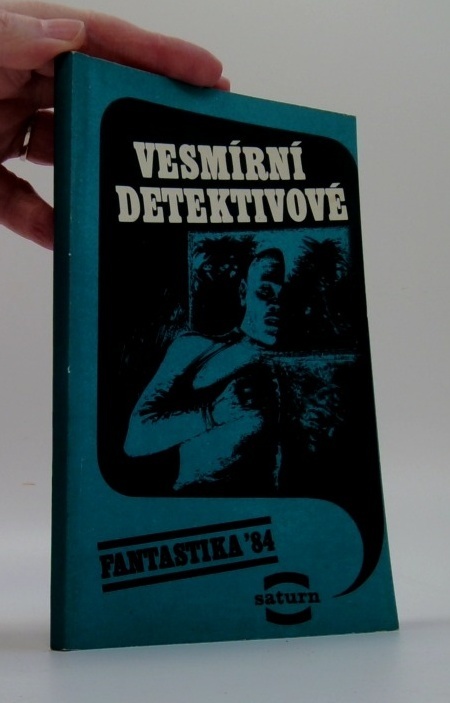 VESMÍRNÍ
DETEKTIVOVÉ
FANTASTIKA '84
saturn